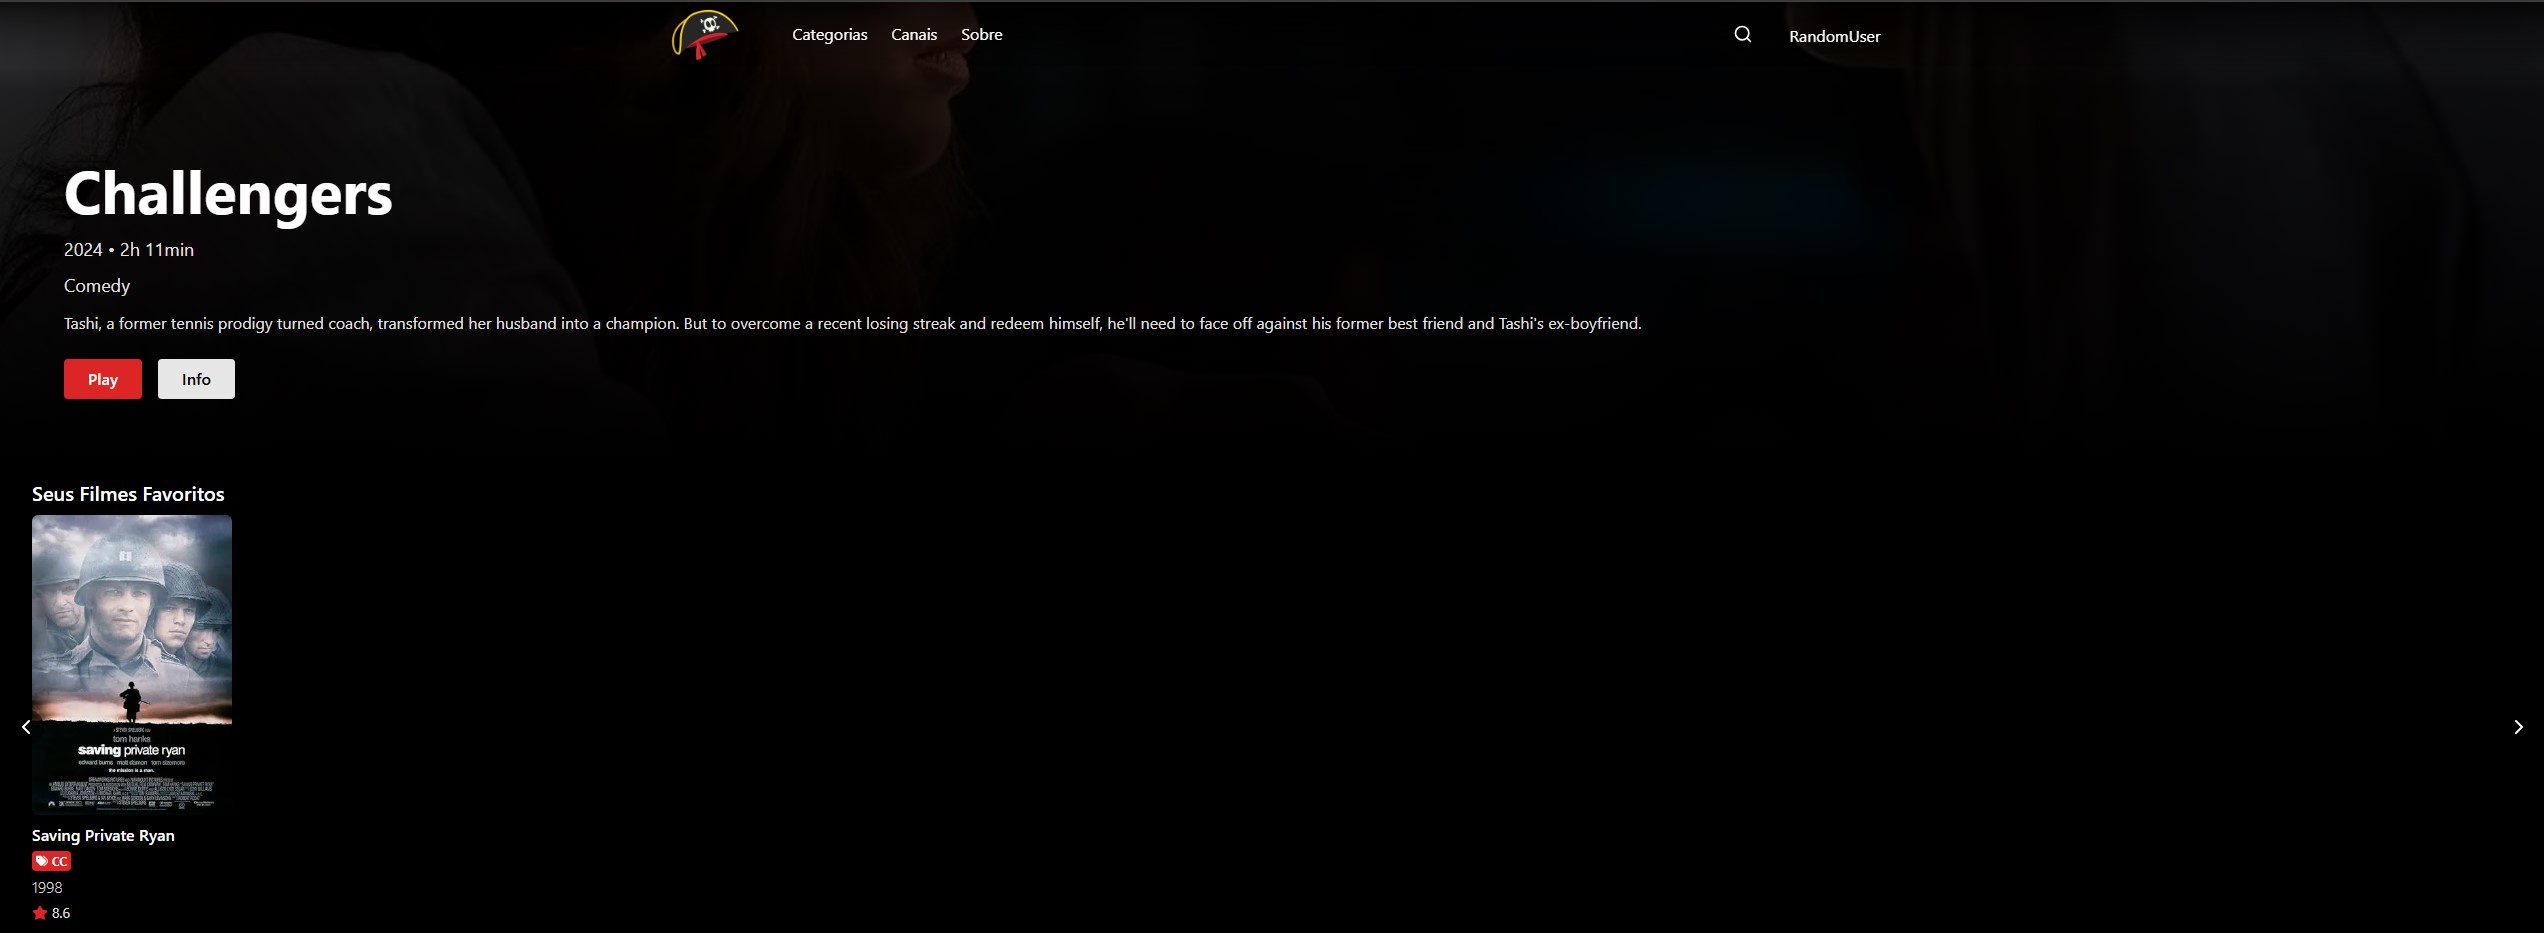 Categorias Canais Sobre RandomUser
Challengers
2024 • 2h 11min
Comedy
Tashi, a former tennis prodigy turned coach, transformed her husband into a champion. But to overcome a recent losing streak and redeem himself, he'll need to face off against his former best friend and Tashi's ex-boyfriend.
Play Info
Seus Filmes Favoritos
tom hanks
saving private ryan
edward burns matt damon tom sizemore
the mission is a man.
Saving Private Ryan
CC
1998
8.6